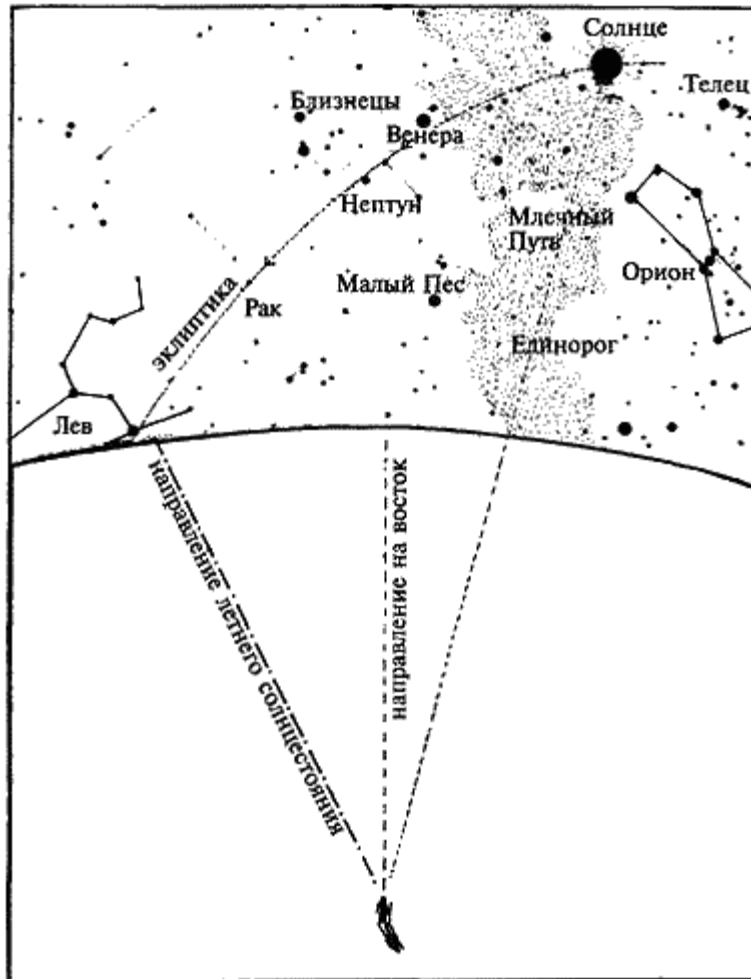 Солнце
Телец
Близнецы
Венера
Нептун
Млечный
Путь
Орион
Малый Пес
эклиптика
Рак
Единорог
Лев
направление летнего солнцестояния
направление на восток